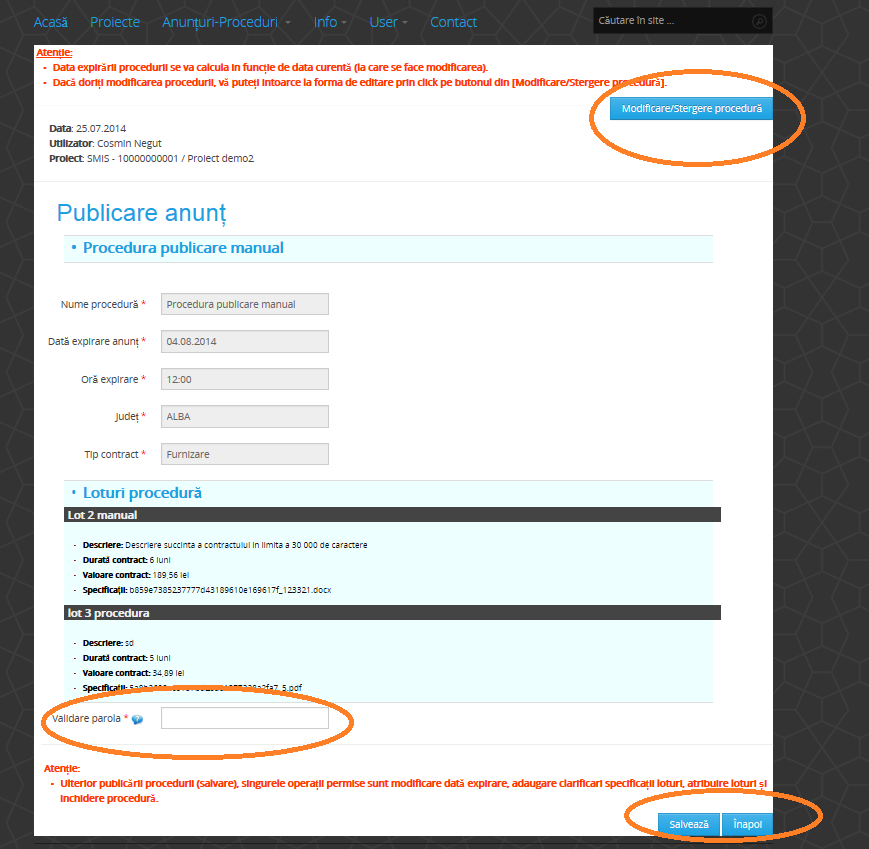 Acasă Proiecte Anunțuri-Proceduri Info User Contact Căutare în site ...
Atenție:
- Data expirării procedurii se va calcula in funcție de data curentă (la care se face modificarea).
- Dacă doriți modificarea procedurii, vă puteți intoarce la forma de editare prin click pe butonul din [Modificare/Stergere procedură].
Modificare/Stergere procedură
Data: 25.07.2014
Utilizator: Cosmin Negut
Proiect: SMIS - 10000000001 / Proiect demo2
Publicare anunț
• Procedura publicare manual
Nume procedură * Procedura publicare manual
Dată expirare anunț * 04.08.2014
Oră expirare * 12:00
Județ * ALBA
Tip contract * Furnizare
• Loturi procedură
Lot 2 manual
- Descriere: Descriere succinta a contractului in limita a 30 000 de caractere
- Durată contract: 6 luni
- Valoare contract: 189,56 lei
- Specificații: b859e7385237777d43189610e169617f_123321.docx
lot 3 procedura
- Descriere: sd
- Durată contract: 5 luni
- Valoare contract: 34,89 lei
- Specificații:
Validare parola *
Atenție:
- Ulterior publicării procedurii (salvare), singurele operații permise sunt modificare dată expirare, adaugare clarificari specificații loturi, atribuire loturi și
inchidere procedură.
Salvează Înapoi